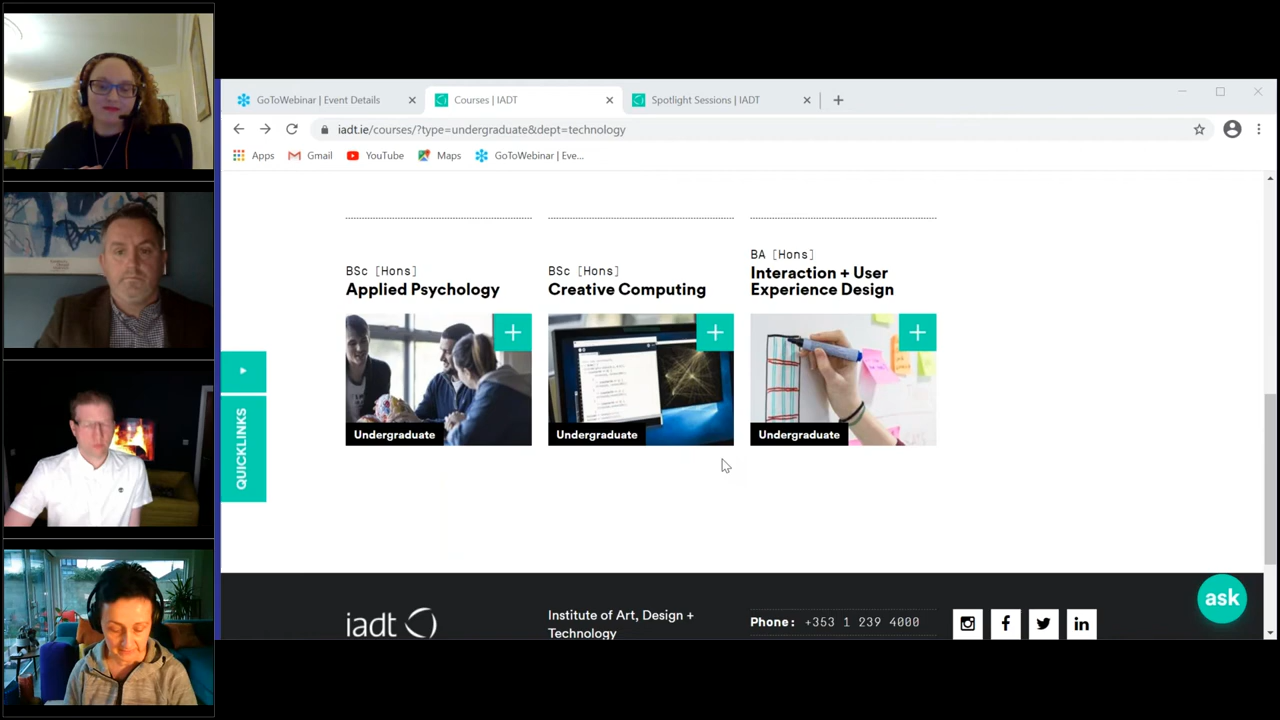 GoToWebinar | Event Details
Courses | IADT
Spotlight Sessions | IADT
iadt.ie/courses/?type=undergraduate&dept=technology
Apps
Gmail
YouTube
Maps
GoToWebinar | Eve...
BSc [Hons]
Applied Psychology
BSc [Hons]
Creative Computing
BA [Hons]
Interaction + User
Experience Design
Undergraduate
Undergraduate
Undergraduate
QUICKLINKS
ask
iadt
Institute of Art, Design +
Technology
Phone: +353 1 239 4000